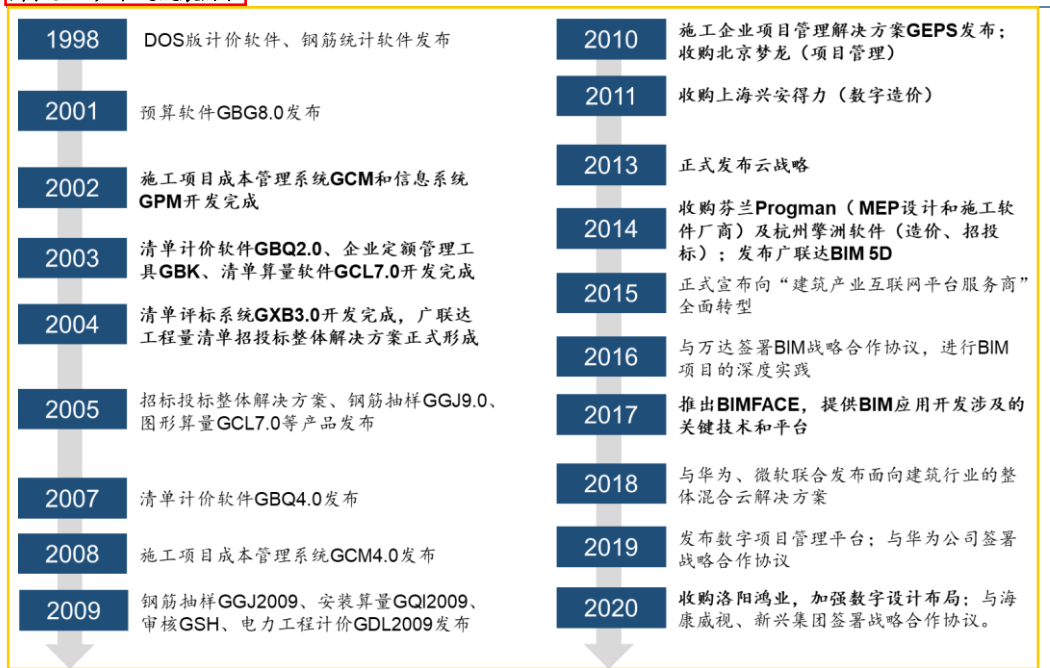 1998
DOS版计价软件、钢筋统计软件发布
2001
预算软件GBG8.0发布
2002
施工项目成本管理系统GCM和信息系统
GPM开发完成
2003
清单计价软件GBQ2.0、企业定额管理工
具GBK、清单算量软件GCL7.0开发完成
2004
清单评标系统GXB3.0开发完成，广联达
工程量清单招投标整体解决方案正式形成
2005
招标投标整体解决方案、钢筋抽样GGJ9.0、
图形算量GCL7.0等产品发布
2007
清单计价软件GBQ4.0发布
2008
施工项目成本管理系统GCM4.0发布
2009
钢筋抽样GGJ2009、安装算量GQI2009、
审核GSH、电力工程计价GDL2009发布
2010
施工企业项目管理解决方案GEPS发布；
收购北京梦龙（项目管理）
2011
收购上海兴安得力（数字造价）
2013
正式发布云战略
2014
收购芬兰Progman（MEP设计和施工软
件厂商）及杭州擎洲软件（造价、招投
标）；发布广联达BIM 5D
2015
正式宣布向“建筑产业互联网平台服务商”
全面转型
2016
与万达签署BIM战略合作协议，进行BIM
项目的深度实践
2017
推出BIMFACE，提供BIM应用开发涉及的
关键技术和平台
2018
与华为、微软联合发布面向建筑行业的整
体混合云解决方案
2019
发布数字项目管理平台；与华为公司签署
战略合作协议
2020
收购洛阳鸿业，加强数字设计布局；与海
康威视、新兴集团签署战略合作协议。